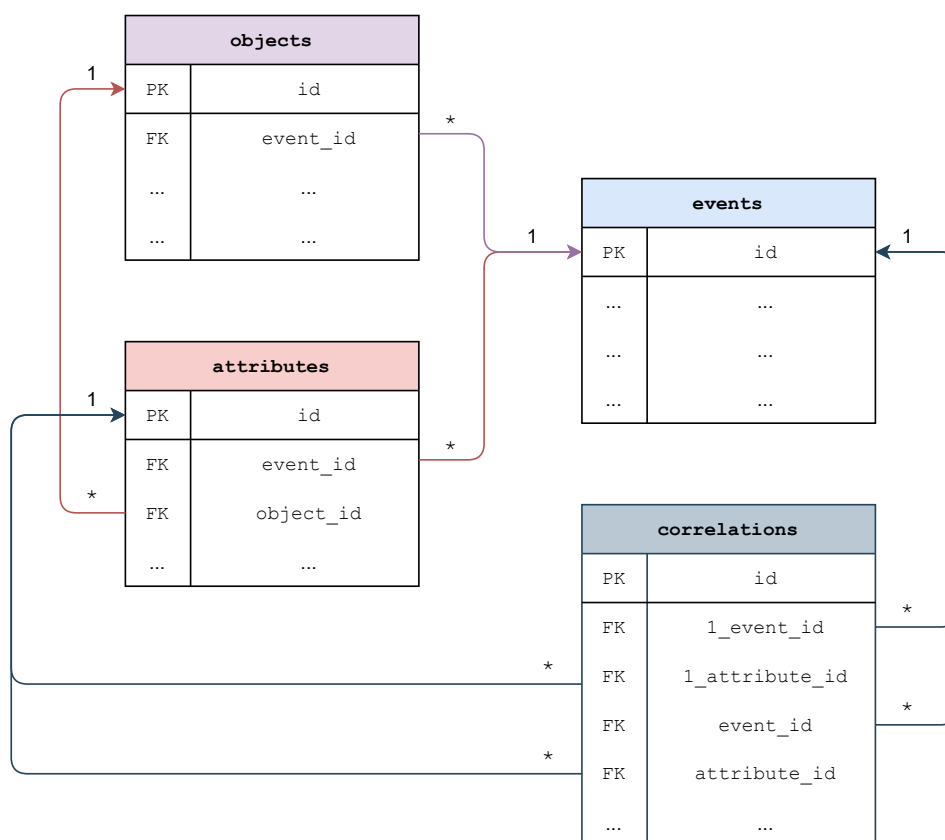 objects
1
PK id
FK event_id
*
... ...
... ...
events
1
PK id
1
... ...
... ...
... ...
attributes
1
PK id
FK event_id
*
*
FK object_id
... ...
correlations
PK id
FK 1_event_id
*
FK 1_attribute_id
*
FK event_id
*
FK attribute_id
*
... ...